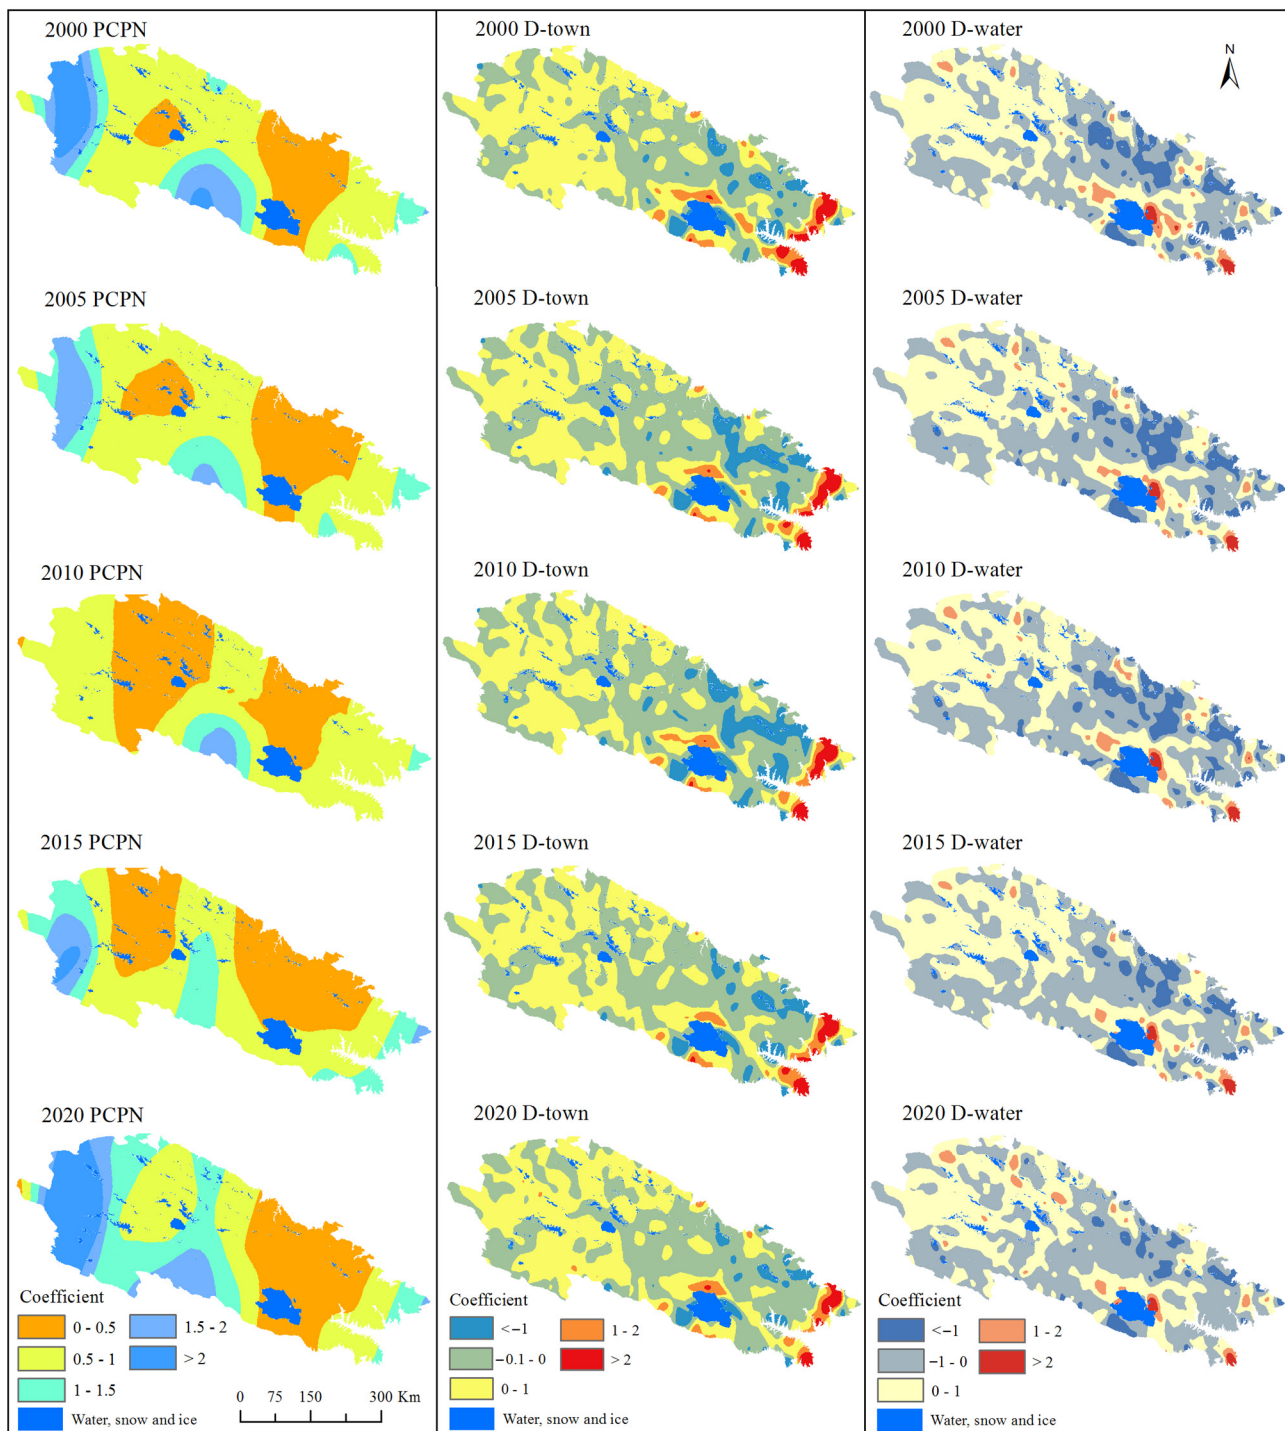 2000 PCPN
2000 D-town
2000 D-water
N
2005 PCPN
2005 D-town
2005 D-water
2010 PCPN
2010 D-town
2010 D-water
2015 PCPN
2015 D-town
2015 D-water
2020 PCPN
2020 D-town
2020 D-water
Coefficient
0 - 0.5
1.5 - 2
0.5 - 1
> 2
1 - 1.5
Water, snow and ice
0 75 150 300 Km
Coefficient
<−1
1 - 2
−0.1 - 0
> 2
0 - 1
Water, snow and ice
Coefficient
<−1
1 - 2
−1 - 0
> 2
0 - 1
Water, snow and ice